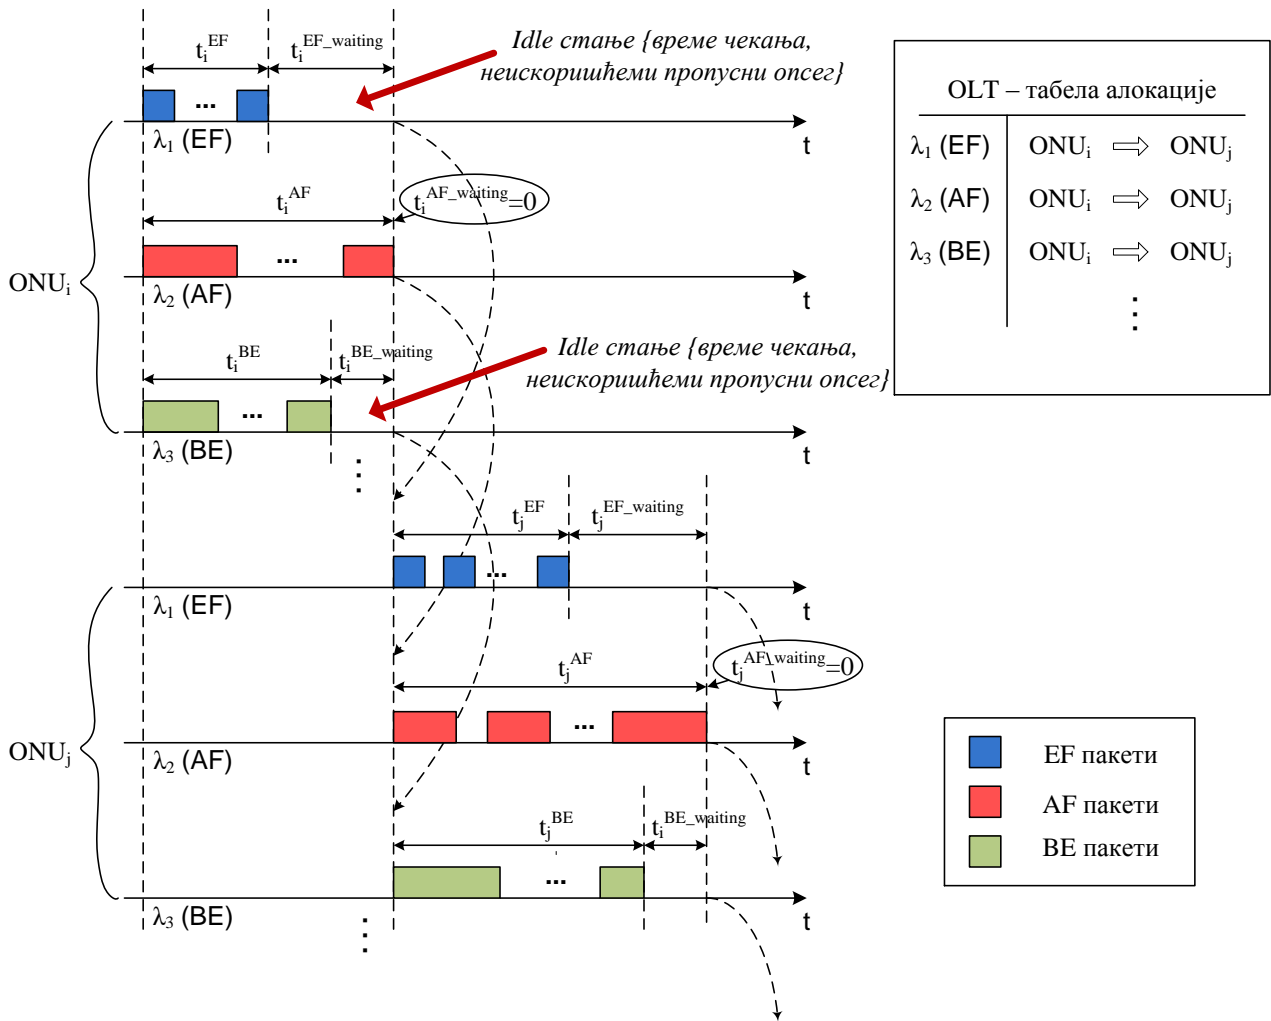 t_i^EF
t_i^EF_waiting
Idle стање {време чекања,
неискоришћеми пропусни опсег}
λ₁ (EF)
t
t_i^AF
t_i^AF_waiting=0
ONU_i
λ₂ (AF)
t
t_i^BE
t_i^BE_waiting
Idle стање {време чекања,
неискоришћеми пропусни опсег}
λ₃ (BE)
t
OLT – табела алокације
λ₁ (EF) ONU_i ⇨ ONU_j
λ₂ (AF) ONU_i ⇨ ONU_j
λ₃ (BE) ONU_i ⇨ ONU_j
t_j^EF
t_j^EF_waiting
λ₁ (EF)
t
t_j^AF
t_j^AF_waiting=0
ONU_j
λ₂ (AF)
t
t_j^BE
t_i^BE_waiting
λ₃ (BE)
t
EF пакети
AF пакети
BE пакети